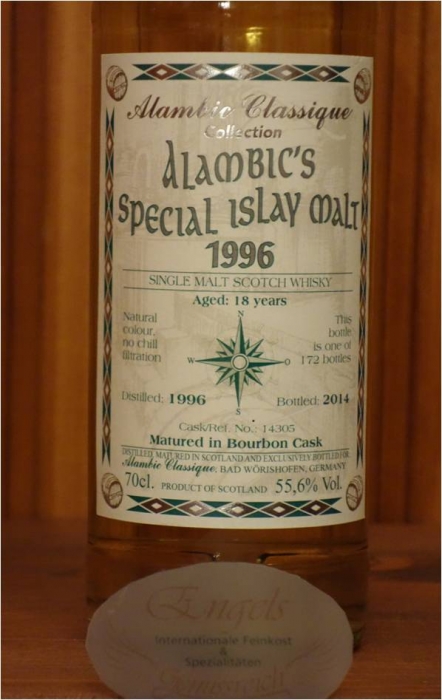 Alambic Classique
Collection
Alambic's
Special Islay Malt
1996
SINGLE MALT SCOTCH WHISKY
Aged: 18 years
Natural
colour,
no chill
filtration
N
W
O
S
This
bottle
is one of
172 bottles
Distilled: 1996
Bottled: 2014
Cask/Ref. No.: 14305
Matured in Bourbon Cask
DISTILLED, MATURED IN SCOTLAND AND EXCLUSIVELY BOTTLED FOR
Alambic Classique, BAD WÖRISHOFEN, GERMANY
70cl. PRODUCT OF SCOTLAND 55,6% Vol.
Engels
Internationale Feinkost
&
Spezialitäten
Genussreich